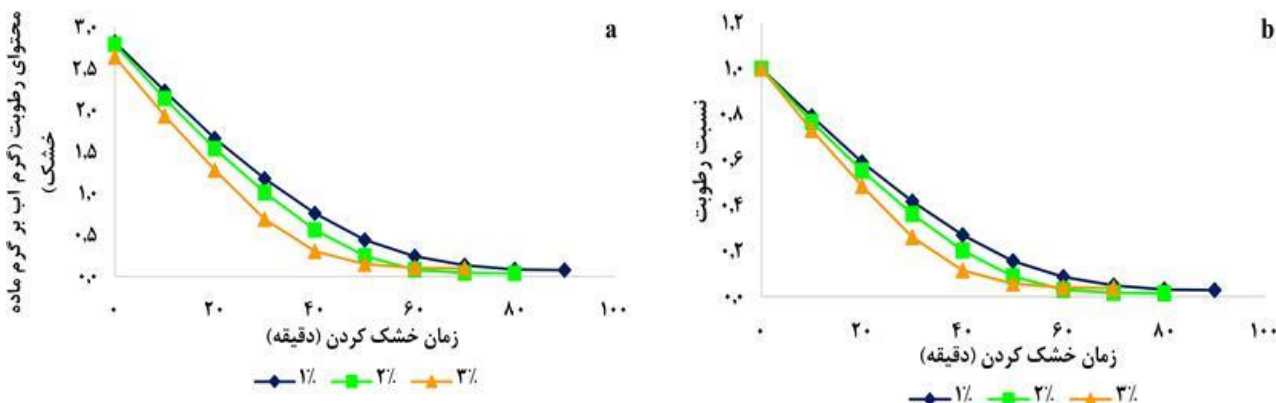 a
محتوای رطوبت (گرم آب بر گرم ماده
خشک)
۳٫۰
۲٫۵
۲٫۰
۱٫۵
۱٫۰
۰٫۵
۰٫۰
۰ ۲۰ ۴۰ ۶۰ ۸۰ ۱۰۰
زمان خشک کردن (دقیقه)
۱٪ ۲٪ ۳٪
b
نسبت رطوبت
۱٫۲
۱٫۰
۰٫۸
۰٫۶
۰٫۴
۰٫۲
۰٫۰
۰ ۲۰ ۴۰ ۶۰ ۸۰ ۱۰۰
زمان خشک کردن (دقیقه)
۱٪ ۲٪ ۳٪